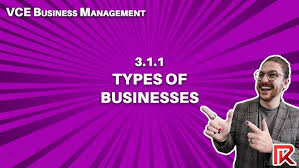 VCE BUSINESS MANAGEMENT
3.1.1
TYPES OF
BUSINESSES